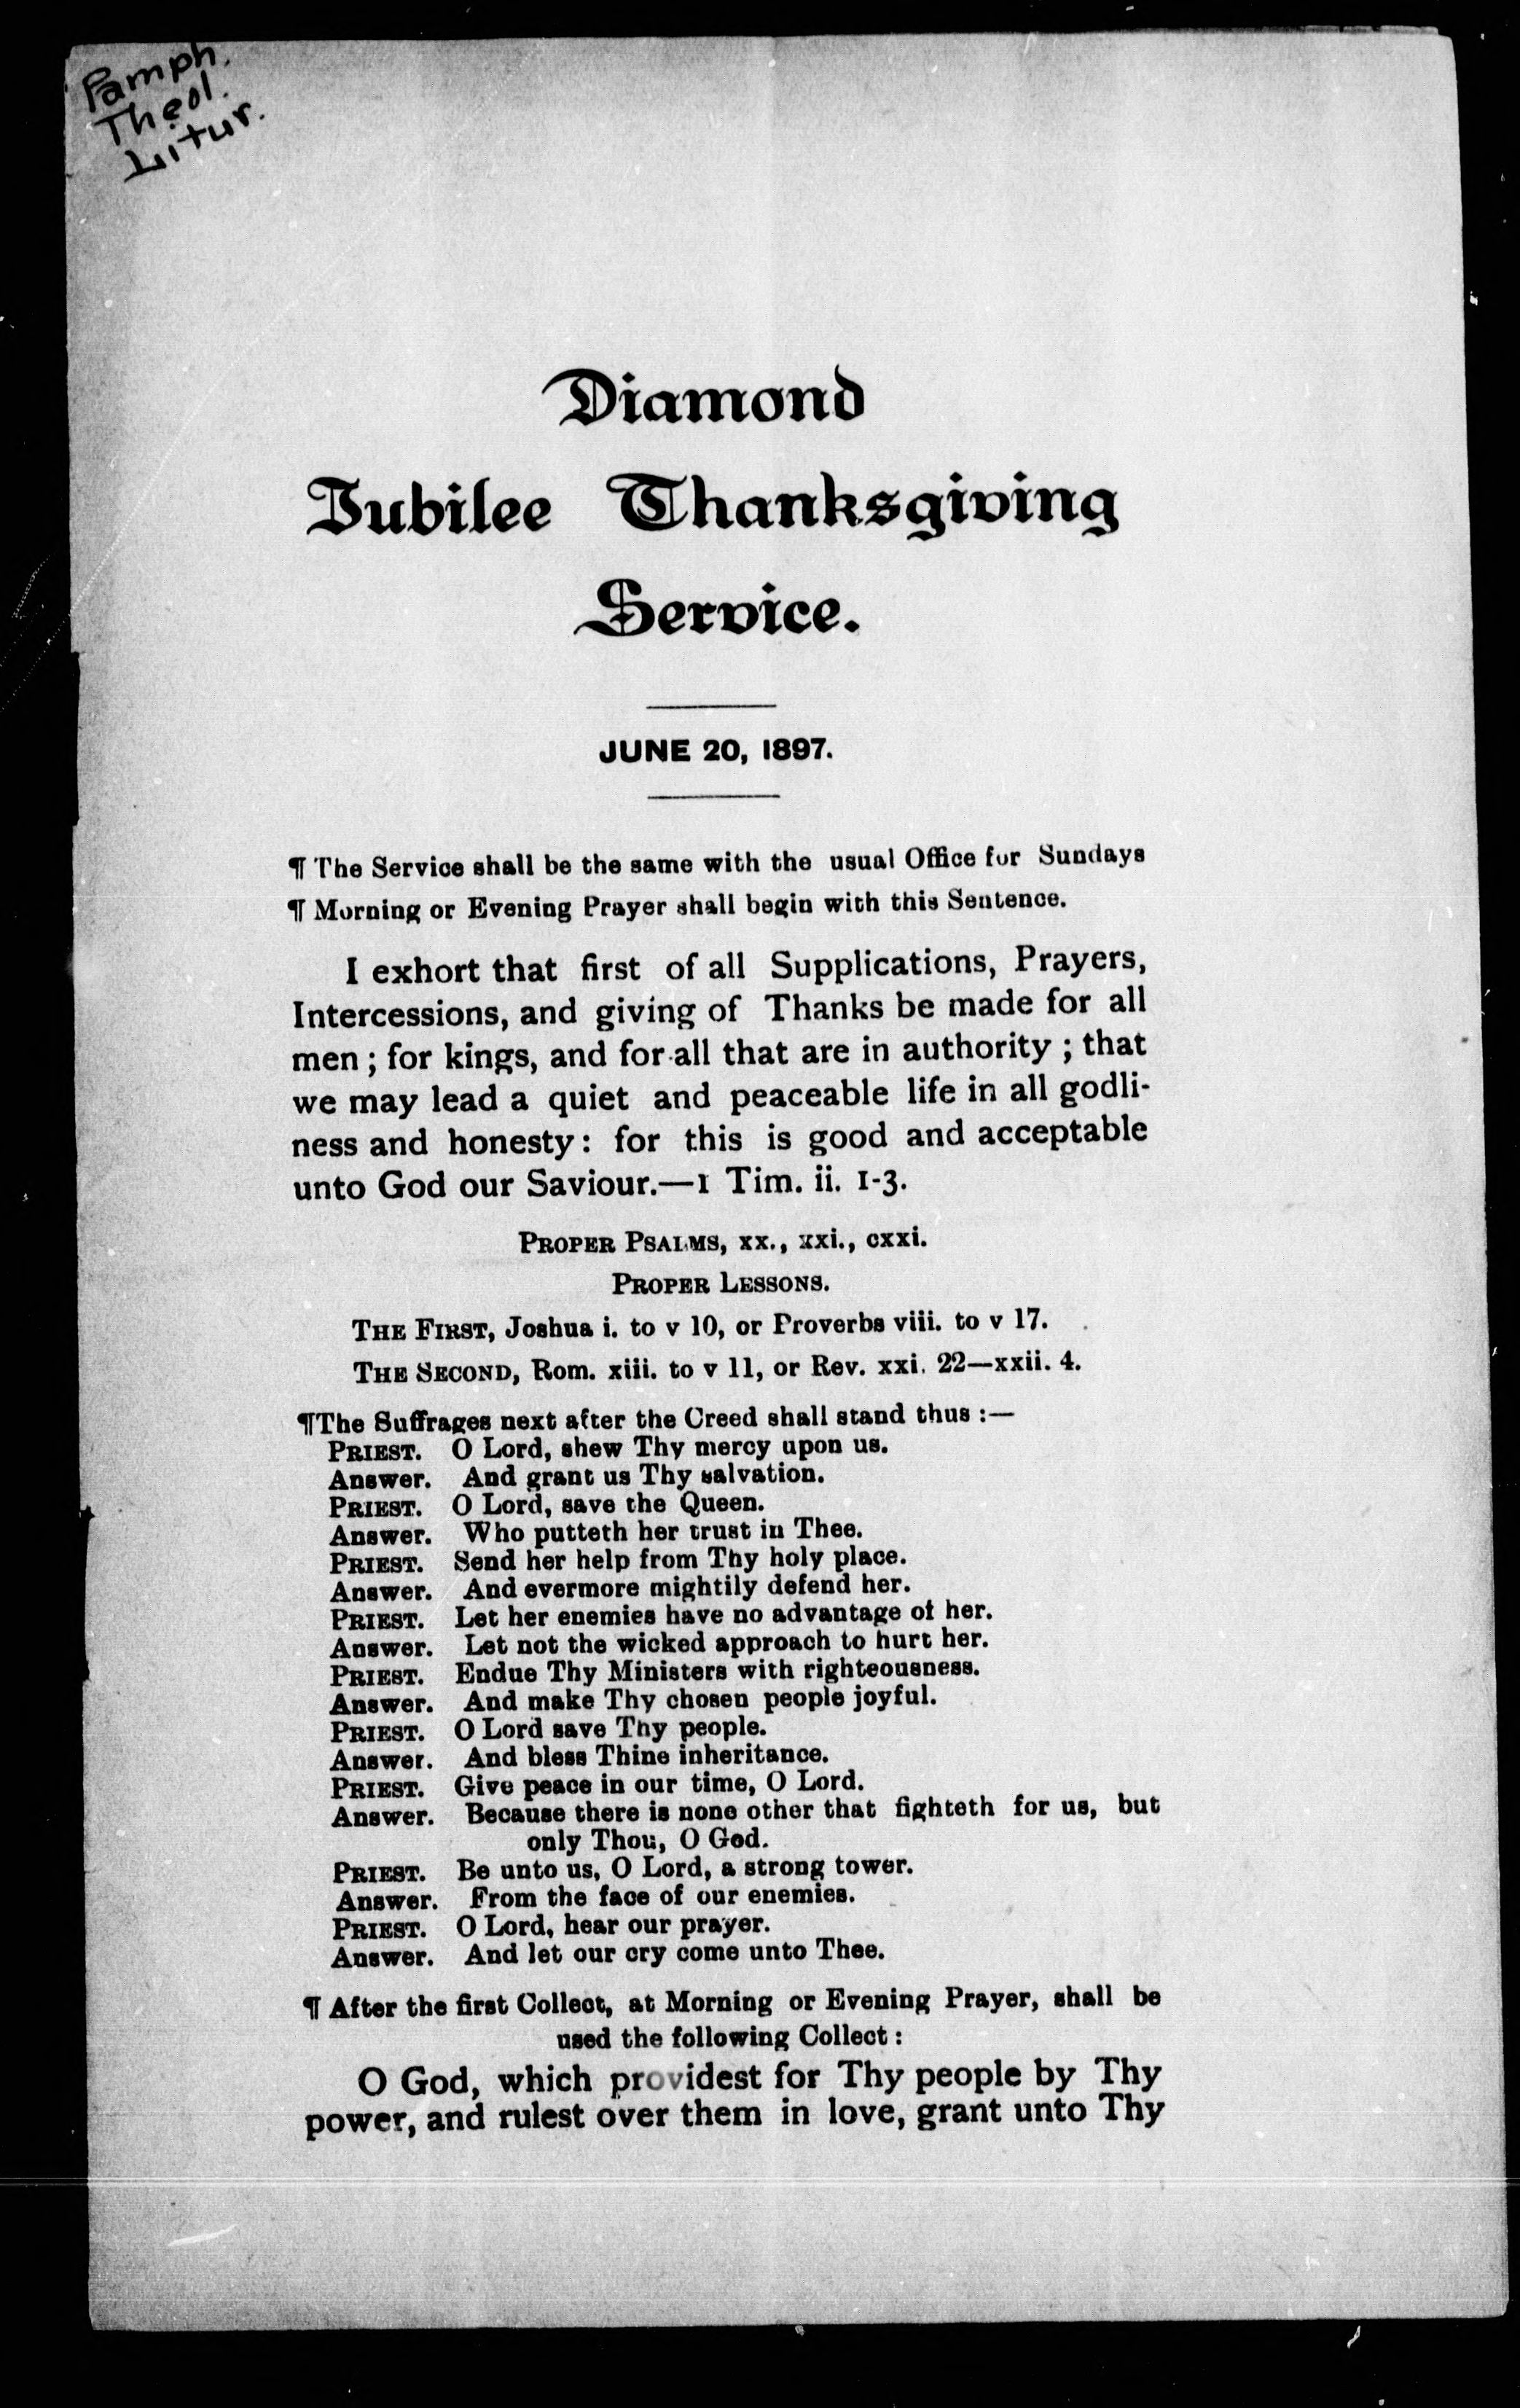 Pamph.
Theol.
Litur.
Diamond
Jubilee Thanksgiving
Service.
JUNE 20, 1897.
¶ The Service shall be the same with the usual Office for Sundays
¶ Morning or Evening Prayer shall begin with this Sentence.
I exhort that first of all Supplications, Prayers,
Intercessions, and giving of Thanks be made for all
men ; for kings, and for all that are in authority ; that
we may lead a quiet and peaceable life in all godli-
ness and honesty : for this is good and acceptable
unto God our Saviour.—1 Tim. ii. 1-3.
PROPER PSALMS, xx., xxi., cxxi.
PROPER LESSONS.
THE FIRST, Joshua i. to v 10, or Proverbs viii. to v 17.
THE SECOND, Rom. xiii. to v 11, or Rev. xxi. 22—xxii. 4.
¶The Suffrages next after the Creed shall stand thus :—
PRIEST. O Lord, shew Thy mercy upon us.
Answer. And grant us Thy salvation.
PRIEST. O Lord, save the Queen.
Answer. Who putteth her trust in Thee.
PRIEST. Send her help from Thy holy place.
Answer. And evermore mightily defend her.
PRIEST. Let her enemies have no advantage of her.
Answer. Let not the wicked approach to hurt her.
PRIEST. Endue Thy Ministers with righteousness.
Answer. And make Thy chosen people joyful.
PRIEST. O Lord save Thy people.
Answer. And bless Thine inheritance.
PRIEST. Give peace in our time, O Lord.
Answer. Because there is none other that fighteth for us, but
only Thou, O God.
PRIEST. Be unto us, O Lord, a strong tower.
Answer. From the face of our enemies.
PRIEST. O Lord, hear our prayer.
Answer. And let our cry come unto Thee.
¶ After the first Collect, at Morning or Evening Prayer, shall be
used the following Collect :
O God, which providest for Thy people by Thy
power, and rulest over them in love, grant unto Thy